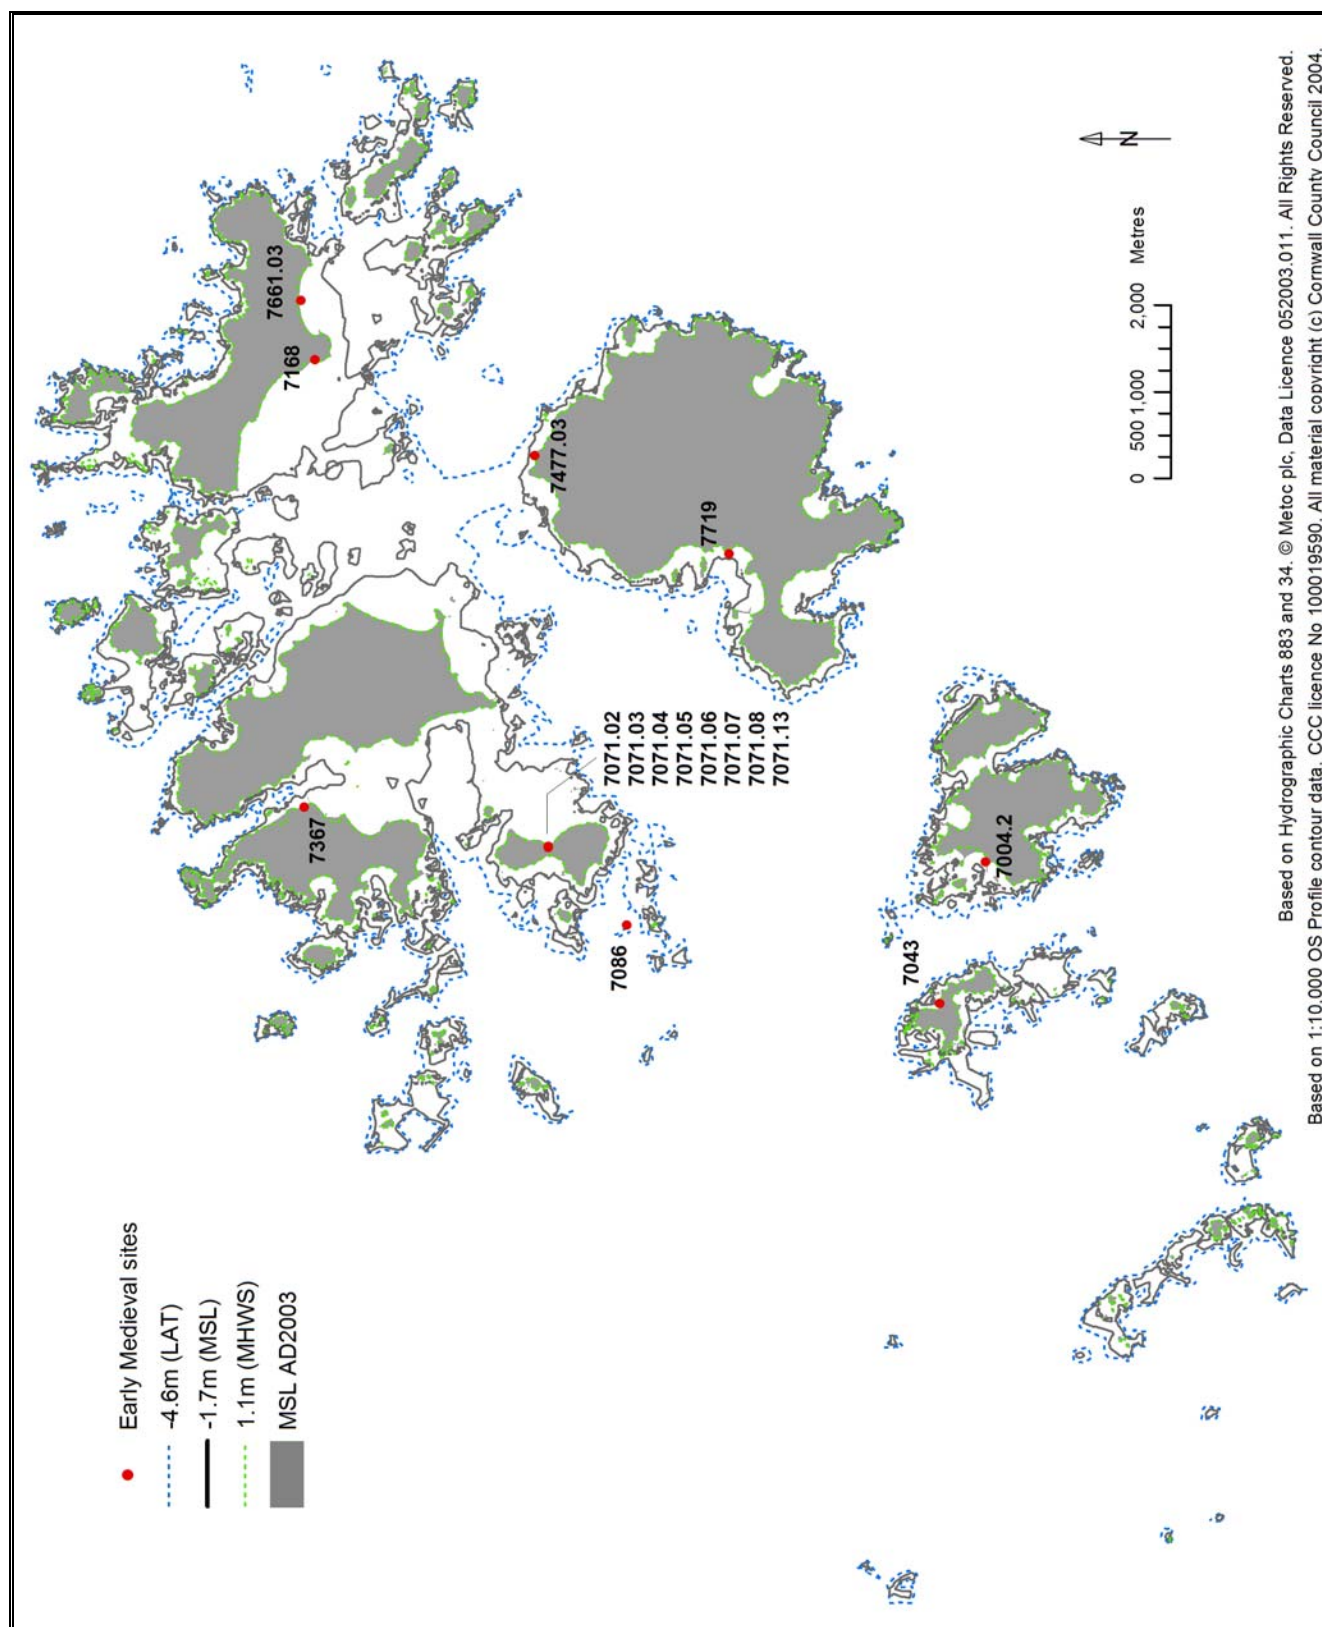 Early Medieval sites
-4.6m (LAT)
-1.7m (MSL)
1.1m (MHWS)
MSL AD2003
7367
7168
7661.03
7086
7071.02
7071.03
7071.04
7071.05
7071.06
7071.07
7071.08
7071.13
7477.03
7719
7043
7004.2
N
0 500 1,000 2,000 Metres
Based on Hydrographic Charts 883 and 34. © Metoc plc, Data Licence 052003.011. All Rights Reserved.
Based on 1:10,000 OS Profile contour data. CCC licence No 100019590. All material copyright (c) Cornwall County Council 2004.